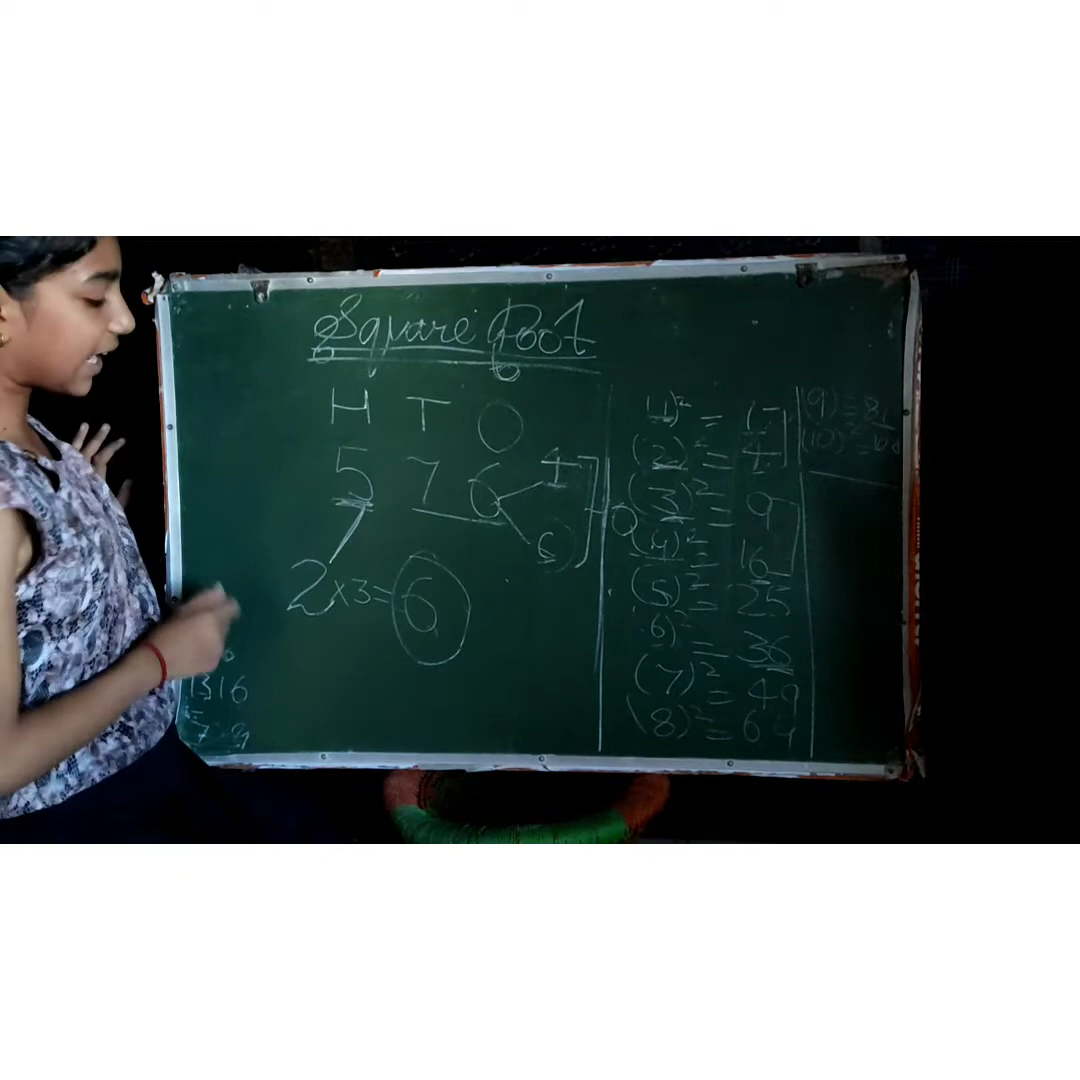 Square Root
H T O
5 7 6 4
6
2×3=6
(1)² = 1
(2)² = 4
(3)² = 9
(4)² = 16
(5)² = 25
(6)² = 36
(7)² = 49
(8)² = 64
(9)² = 81
(10)² = 100
1316